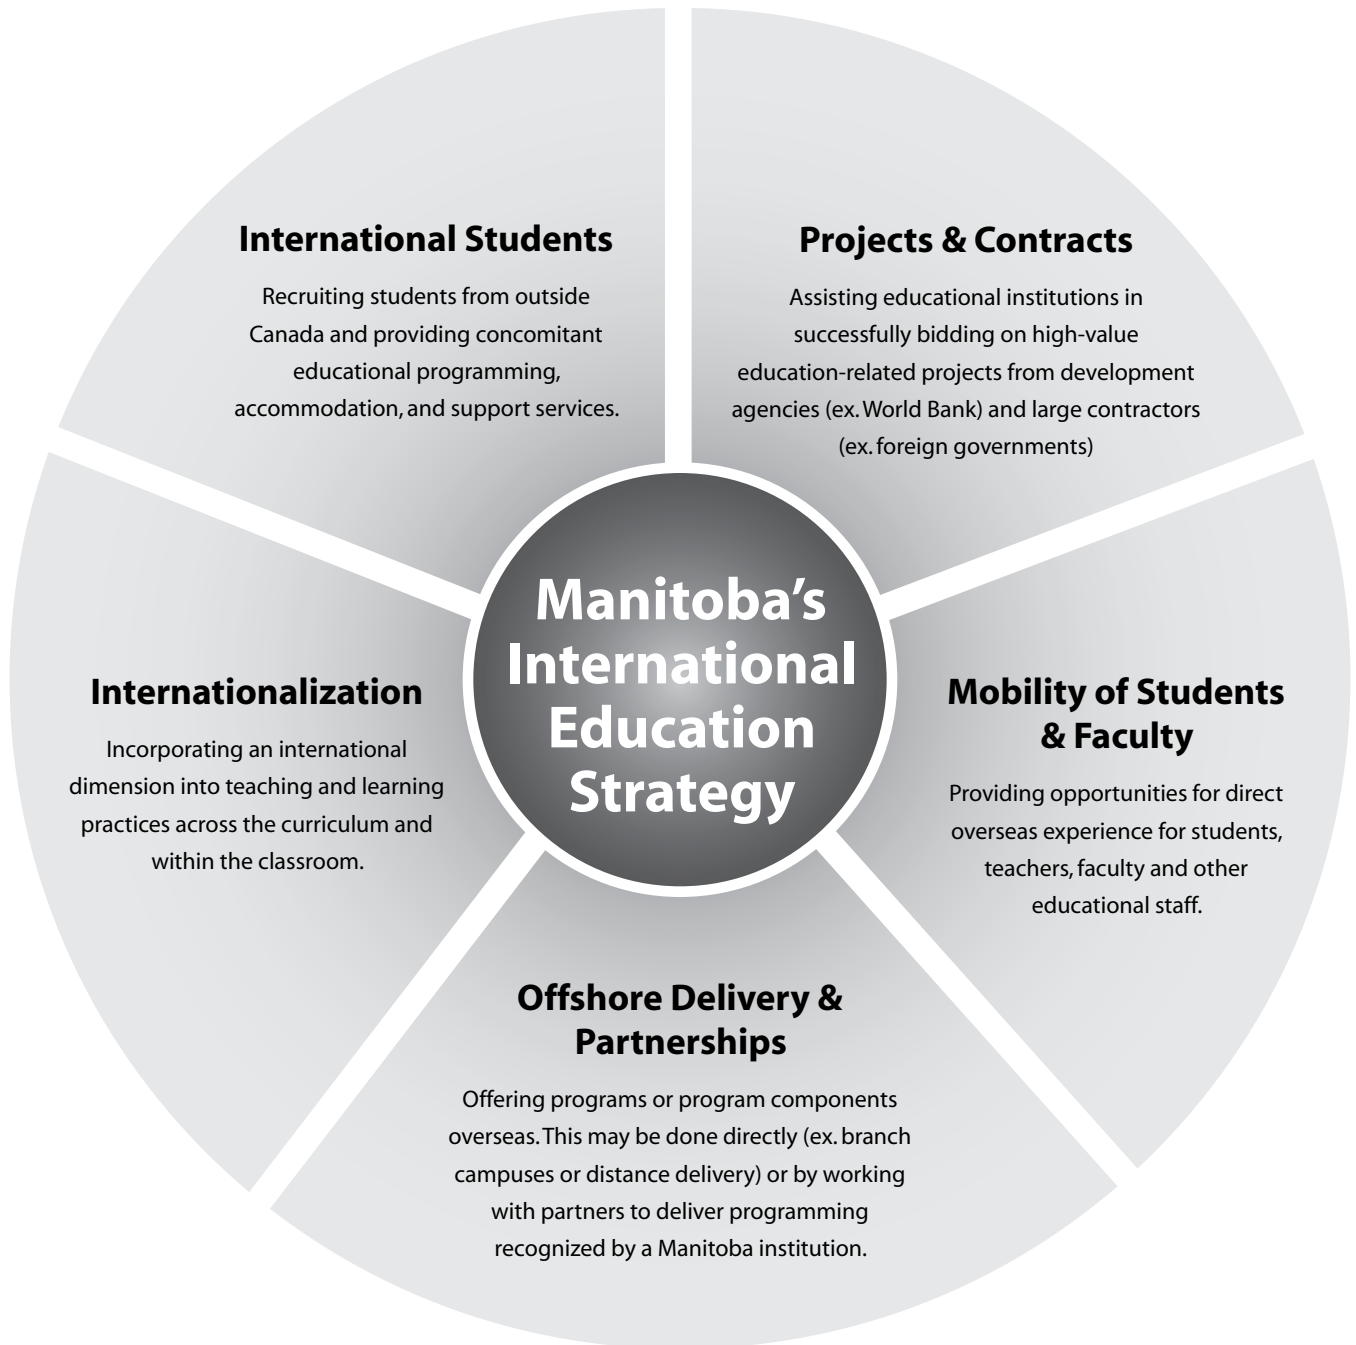 International Students
Recruiting students from outside
Canada and providing concomitant
educational programming,
accommodation, and support services.
Projects & Contracts
Assisting educational institutions in
successfully bidding on high-value
education-related projects from development
agencies (ex. World Bank) and large contractors
(ex. foreign governments)
Manitoba's
International
Education
Strategy
Internationalization
Incorporating an international
dimension into teaching and learning
practices across the curriculum and
within the classroom.
Mobility of Students
& Faculty
Providing opportunities for direct
overseas experience for students,
teachers, faculty and other
educational staff.
Offshore Delivery &
Partnerships
Offering programs or program components
overseas. This may be done directly (ex. branch
campuses or distance delivery) or by working
with partners to deliver programming
recognized by a Manitoba institution.